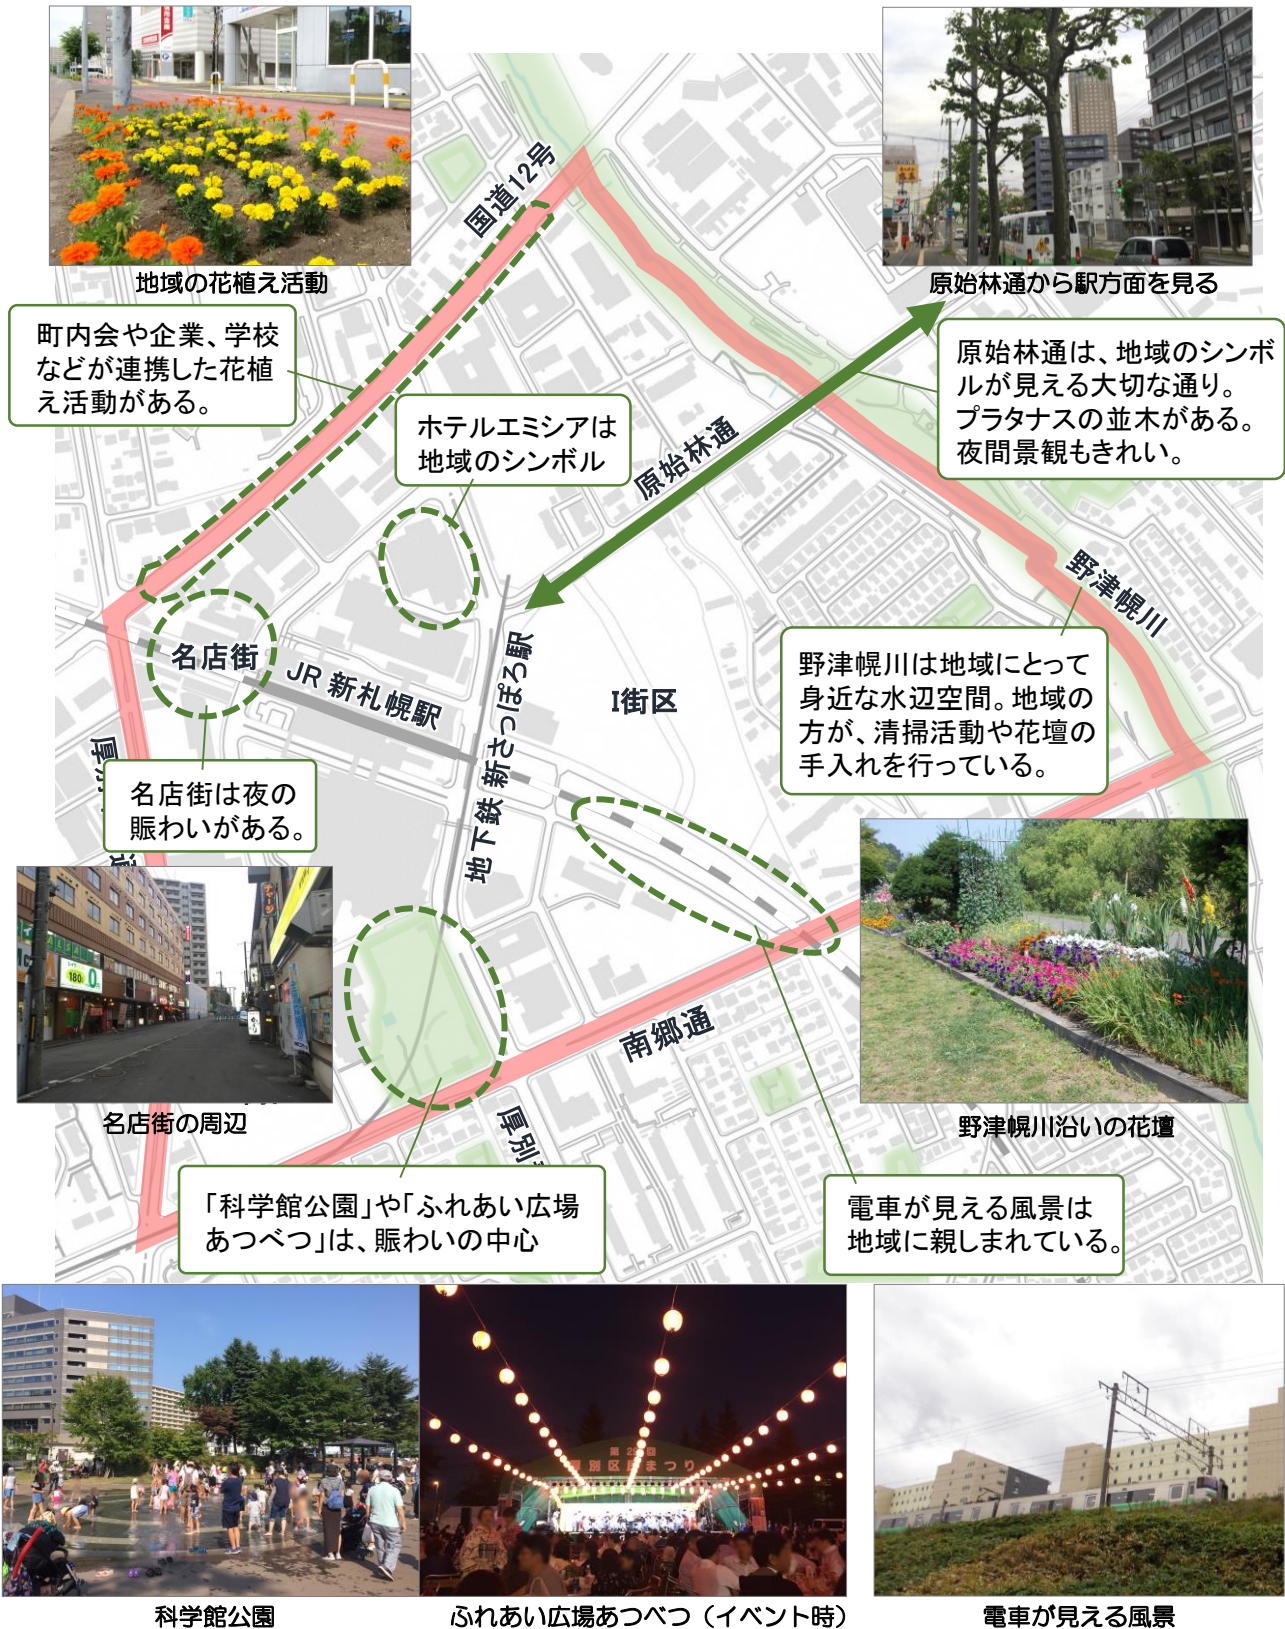 国道12号
地域の花植え活動
原始林通から駅方面を見る
町内会や企業、学校
などが連携した花植
え活動がある。
原始林通は、地域のシンボ
ルが見える大切な通り。
プラタナスの並木がある。
夜間景観もきれい。
ホテルエミシアは
地域のシンボル
原始林通
野津幌川
名店街
JR 新札幌駅
地下鉄 新さっぽろ駅
I街区
野津幌川は地域にとって
身近な水辺空間。地域の
方が、清掃活動や花壇の
手入れを行っている。
名店街は夜の
賑わいがある。
180
南郷通
名店街の周辺
野津幌川沿いの花壇
厚別
「科学館公園」や「ふれあい広場
あつべつ」は、賑わいの中心
電車が見える風景は
地域に親しまれている。
区民まつり
科学館公園
ふれあい広場あつべつ（イベント時）
電車が見える風景